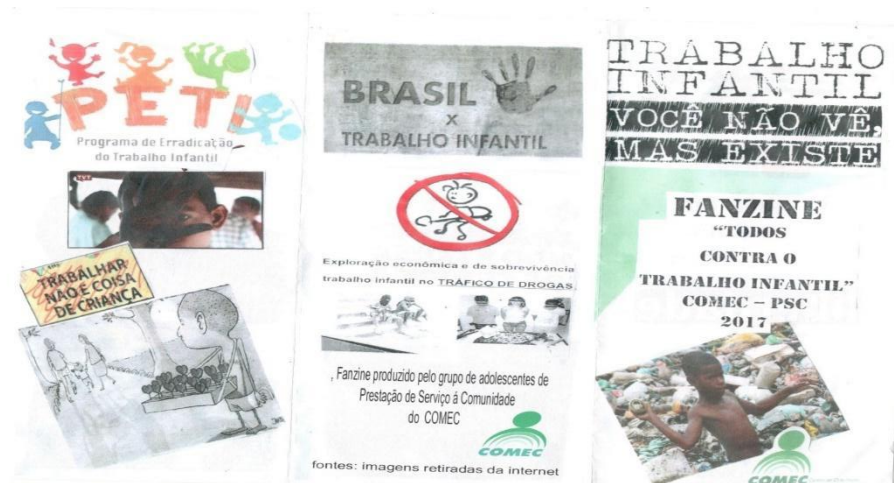 PETI
Programa de Erradicação
do Trabalho Infantil
TVT
TRABALHAR
NÃO É COISA
DE CRIANÇA
BRASIL
X
TRABALHO INFANTIL
Exploração econômica e de sobrevivência
trabalho infantil no TRÁFICO DE DROGAS
, Fanzine produzido pelo grupo de adolescentes de
Prestação de Serviço á Comunidade
do COMEC
COMEC
fontes: imagens retiradas da internet
TRABALHO
INFANTIL
VOCÊ NÃO VÊ,
MAS EXISTE
FANZINE
“TODOS
CONTRA O
TRABALHO INFANTIL”
COMEC – PSC
2017
COMEC